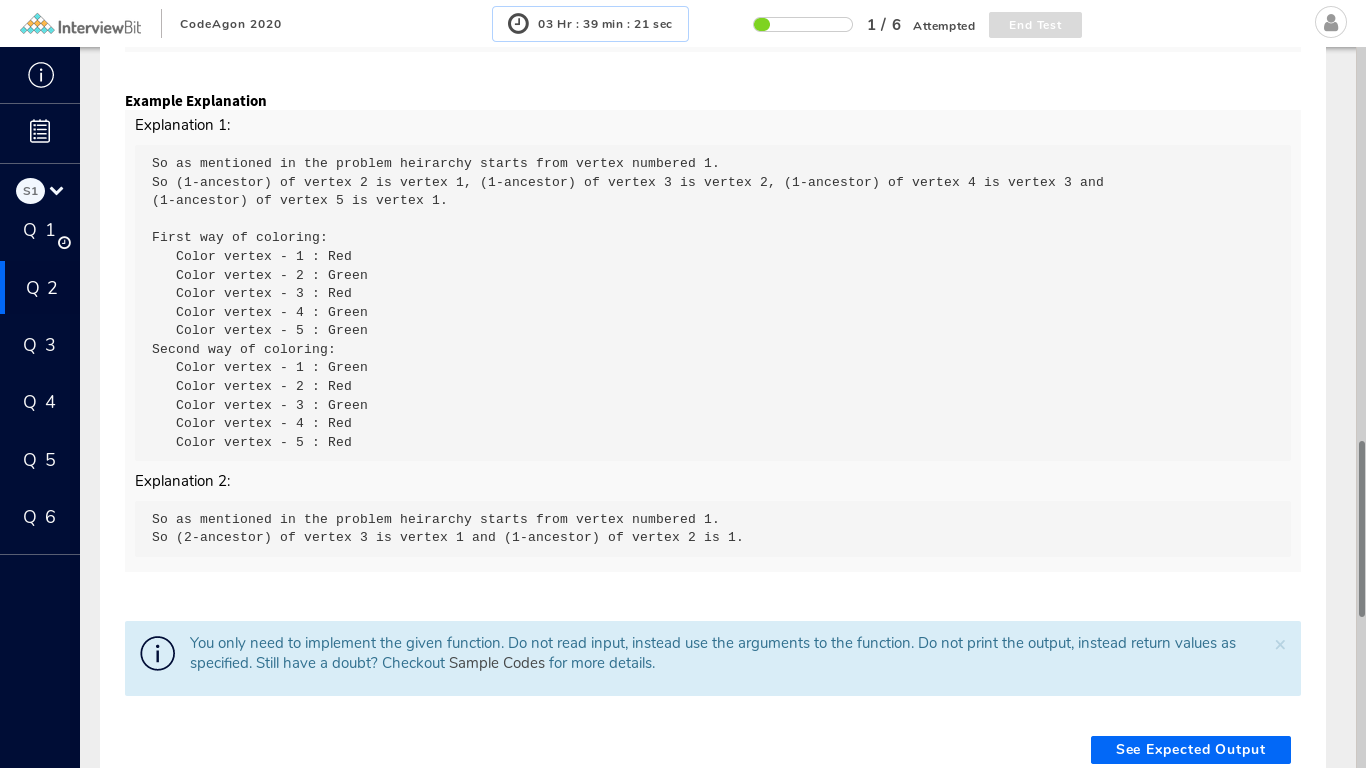 InterviewBit
CodeAgon 2020
03 Hr : 39 min : 21 sec
1 / 6 Attempted
End Test
S1
Q 1
Q 2
Q 3
Q 4
Q 5
Q 6
Example Explanation
Explanation 1:
So as mentioned in the problem heirarchy starts from vertex numbered 1.
So (1-ancestor) of vertex 2 is vertex 1, (1-ancestor) of vertex 3 is vertex 2, (1-ancestor) of vertex 4 is vertex 3 and
(1-ancestor) of vertex 5 is vertex 1.
First way of coloring:
Color vertex - 1 : Red
Color vertex - 2 : Green
Color vertex - 3 : Red
Color vertex - 4 : Green
Color vertex - 5 : Green
Second way of coloring:
Color vertex - 1 : Green
Color vertex - 2 : Red
Color vertex - 3 : Green
Color vertex - 4 : Red
Color vertex - 5 : Red
Explanation 2:
So as mentioned in the problem heirarchy starts from vertex numbered 1.
So (2-ancestor) of vertex 3 is vertex 1 and (1-ancestor) of vertex 2 is 1.
You only need to implement the given function. Do not read input, instead use the arguments to the function. Do not print the output, instead return values as
specified. Still have a doubt? Checkout Sample Codes for more details.
×
See Expected Output